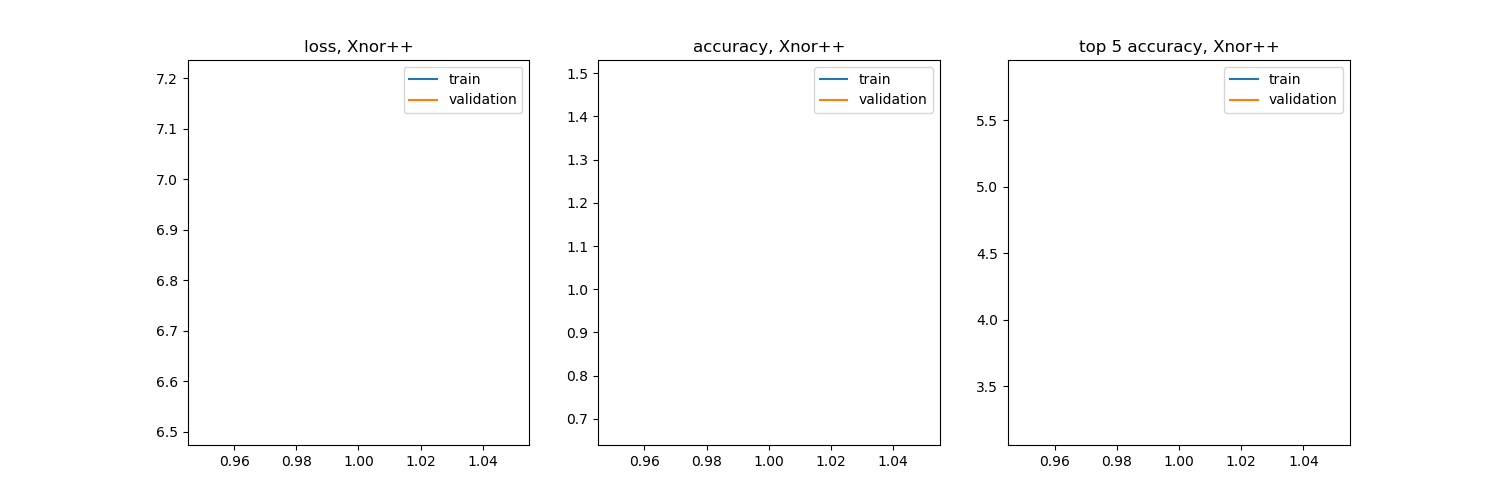 loss, Xnor++
7.2
7.1
7.0
6.9
6.8
6.7
6.6
6.5
0.96 0.98 1.00 1.02 1.04
train
validation
accuracy, Xnor++
1.5
1.4
1.3
1.2
1.1
1.0
0.9
0.8
0.7
0.96 0.98 1.00 1.02 1.04
train
validation
top 5 accuracy, Xnor++
5.5
5.0
4.5
4.0
3.5
0.96 0.98 1.00 1.02 1.04
train
validation